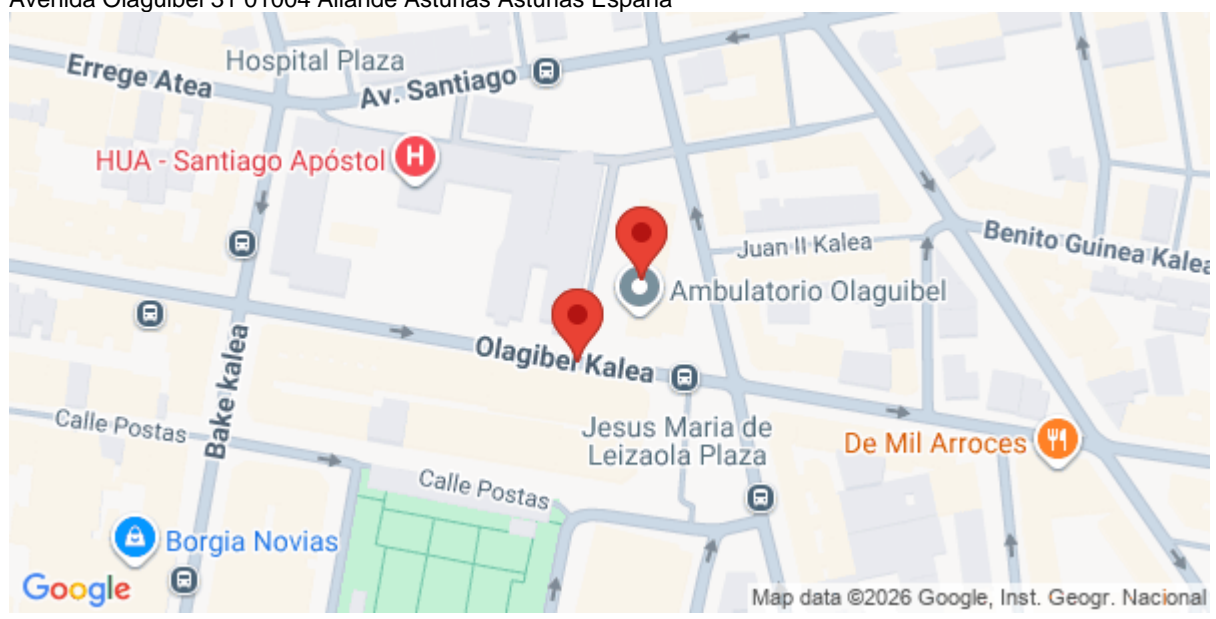 Avenida Olaguibel 31 01004 Allande Asturias Asturias España
Hospital Plaza
Errege Atea
Av. Santiago
HUA - Santiago Apóstol
H
Juan II Kalea
Benito Guinea Kalea
Ambulatorio Olaguibel
Olagibel Kalea
Bake kalea
Calle Postas
Jesus Maria de
Leizaola Plaza
De Mil Arroces
Calle Postas
Borgia Novias
Google
Map data ©2026 Google, Inst. Geogr. Nacional